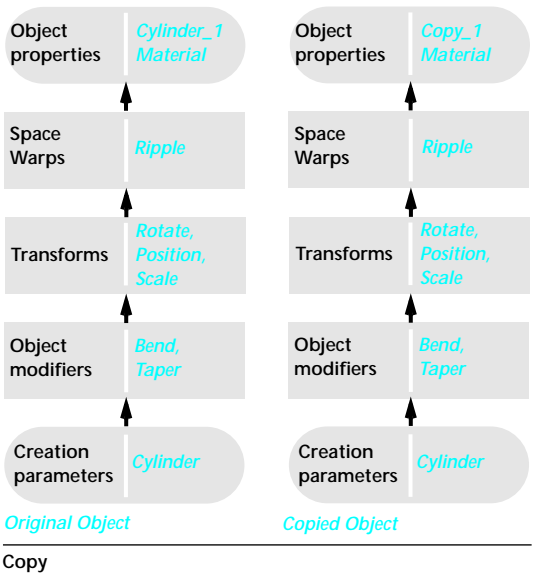 Object properties
Cylinder_1 Material
Space Warps
Ripple
Transforms
Rotate, Position, Scale
Object modifiers
Bend, Taper
Creation parameters
Cylinder
Original Object
Object properties
Copy_1 Material
Space Warps
Ripple
Transforms
Rotate, Position, Scale
Object modifiers
Bend, Taper
Creation parameters
Cylinder
Copied Object
Copy